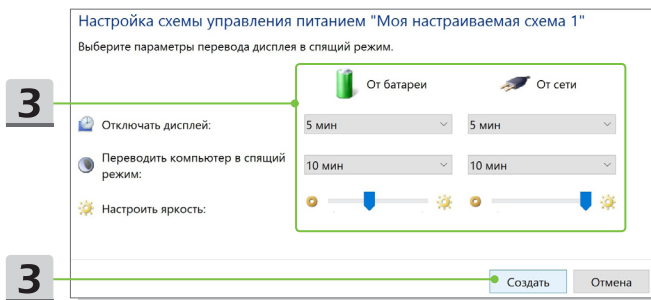 Настройка схемы управления питанием "Моя настраиваемая схема 1"
Выберите параметры перевода дисплея в спящий режим.
От батареи От сети
3
Отключать дисплей: 5 мин 5 мин
Переводить компьютер в спящий режим: 10 мин 10 мин
Настроить яркость:
3
Создать Отмена